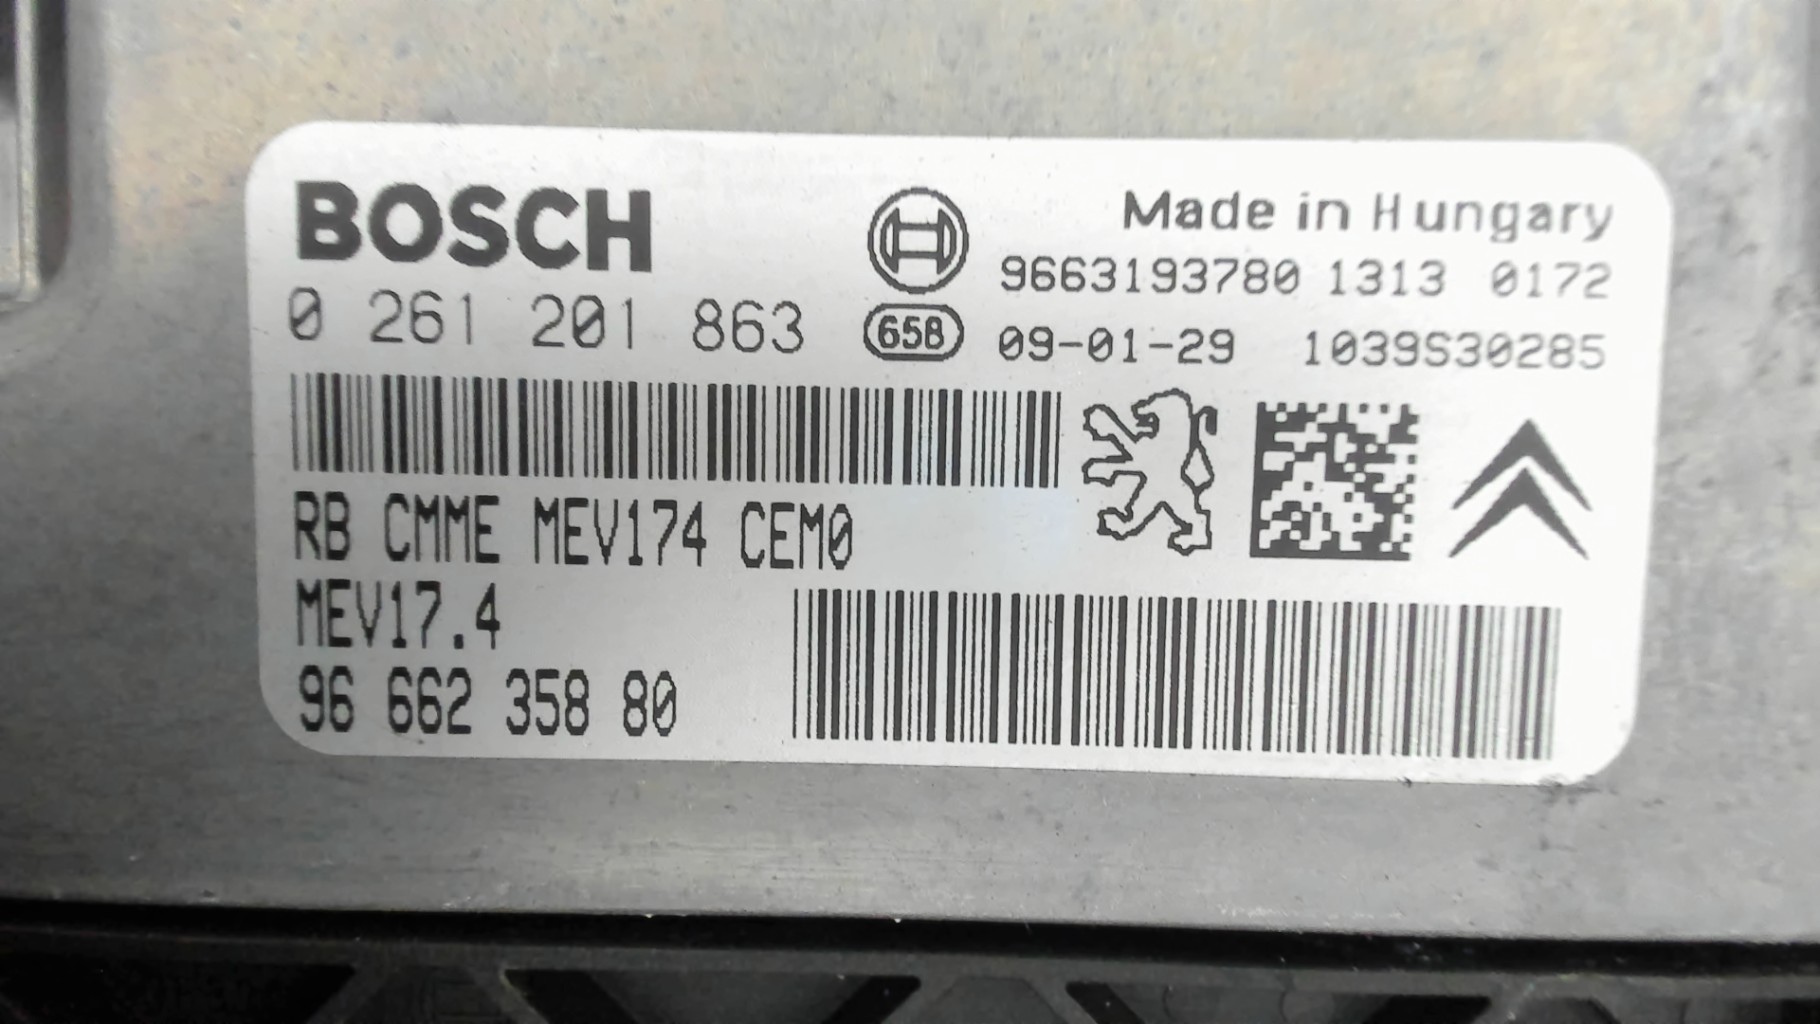 BOSCH
Made in Hungary
9663193780 1313 0172
0 261 201 863
658
09-01-29 1039S30285
RB CMME MEV174 CEM0
MEV17.4
96 662 358 80